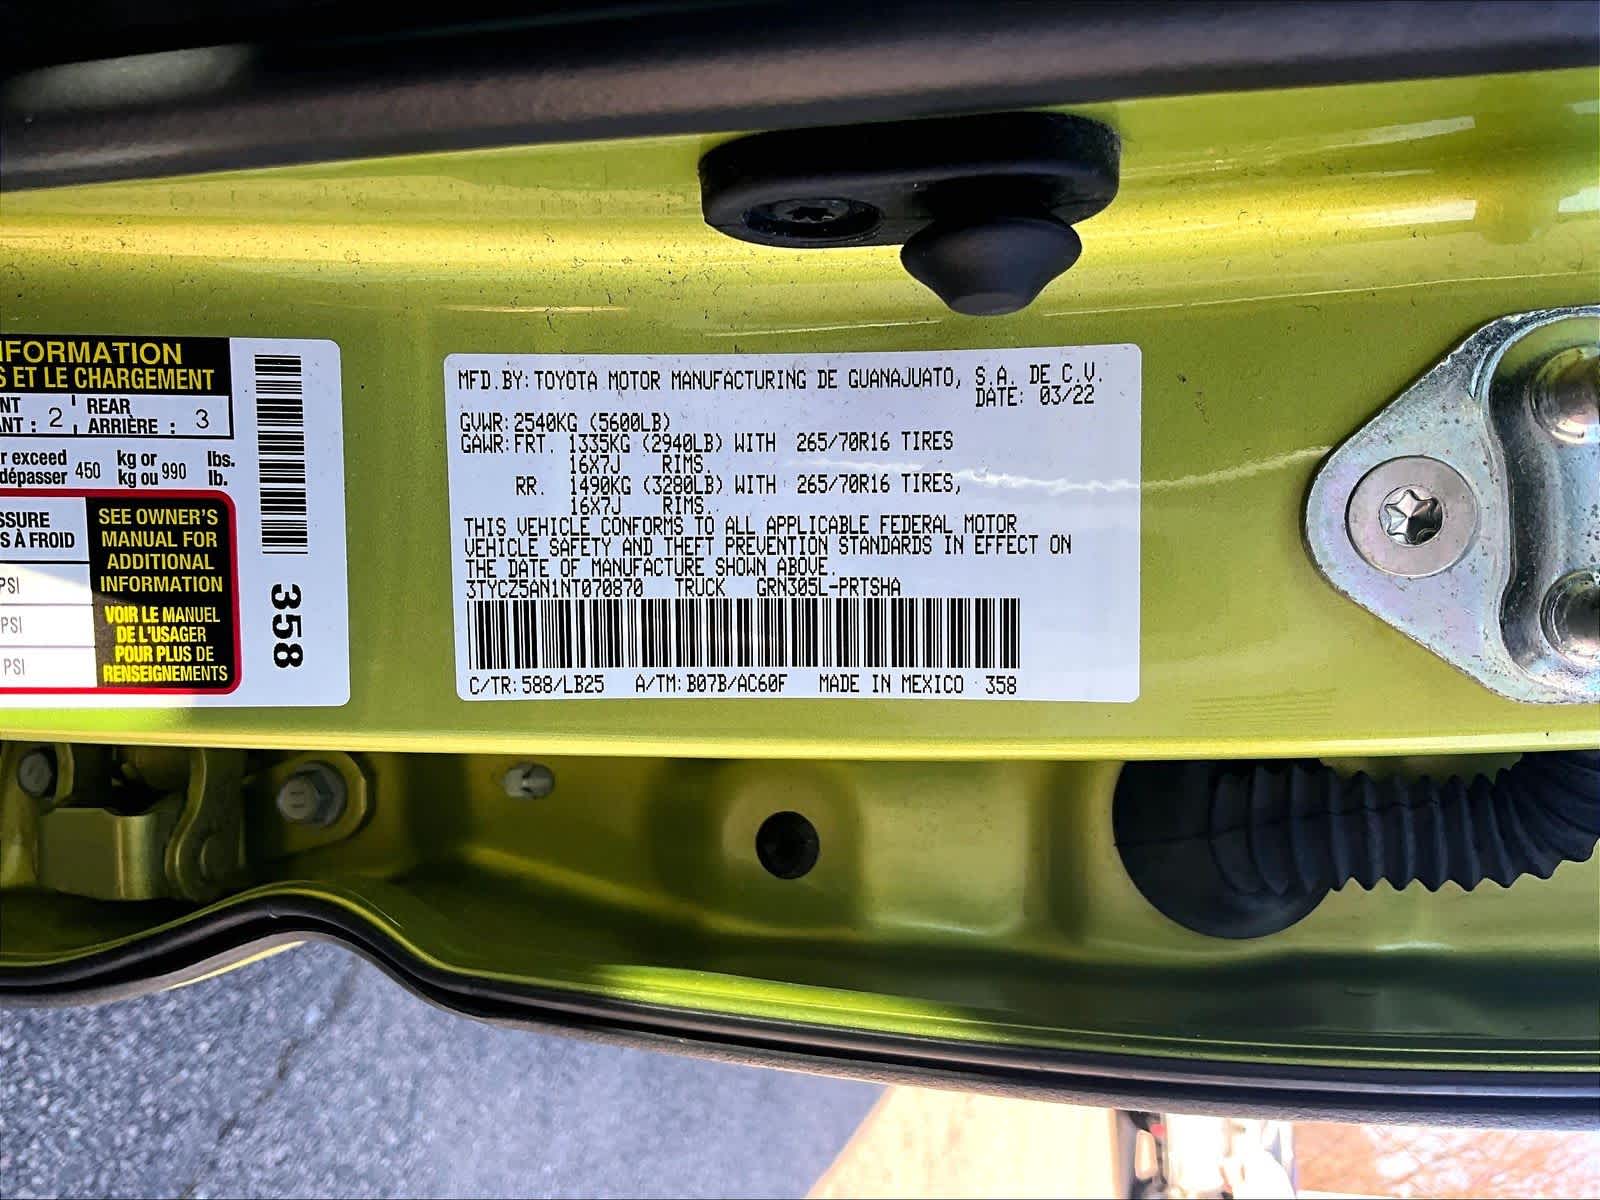 NFORMATION
S ET LE CHARGEMENT
NT
ANT : 2
REAR
ARRIÈRE : 3
r exceed 450 kg or 990 lbs.
dépasser kg ou lb.
SSURE
S À FROID
PSI
PSI
PSI
SEE OWNER'S
MANUAL FOR
ADDITIONAL
INFORMATION
VOIR LE MANUEL
DE L'USAGER
POUR PLUS DE
RENSEIGNEMENTS
358
MFD.BY:TOYOTA MOTOR MANUFACTURING DE GUANAJUATO, S.A. DE C.V.
DATE: 03/22
GVWR:2540KG (5600LB)
GAWR:FRT. 1335KG (2940LB) WITH 265/70R16 TIRES
16X7J RIMS.
RR. 1490KG (3280LB) WITH 265/70R16 TIRES,
16X7J RIMS.
THIS VEHICLE CONFORMS TO ALL APPLICABLE FEDERAL MOTOR
VEHICLE SAFETY AND THEFT PREVENTION STANDARDS IN EFFECT ON
THE DATE OF MANUFACTURE SHOWN ABOVE.
3TYCZ5AN1NT070870 TRUCK GRN305L-PRTSHA
C/TR:588/LB25 A/TM:B07B/AC60F MADE IN MEXICO 358